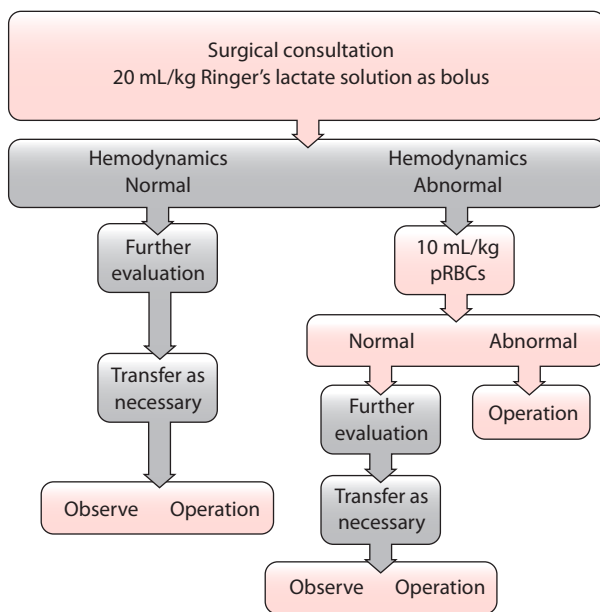 Surgical consultation
20 mL/kg Ringer’s lactate solution as bolus
Hemodynamics
Normal
Hemodynamics
Abnormal
Further
evaluation
10 mL/kg
pRBCs
Normal
Abnormal
Transfer as
necessary
Further
evaluation
Operation
Transfer as
necessary
Observe
Operation
Observe
Operation